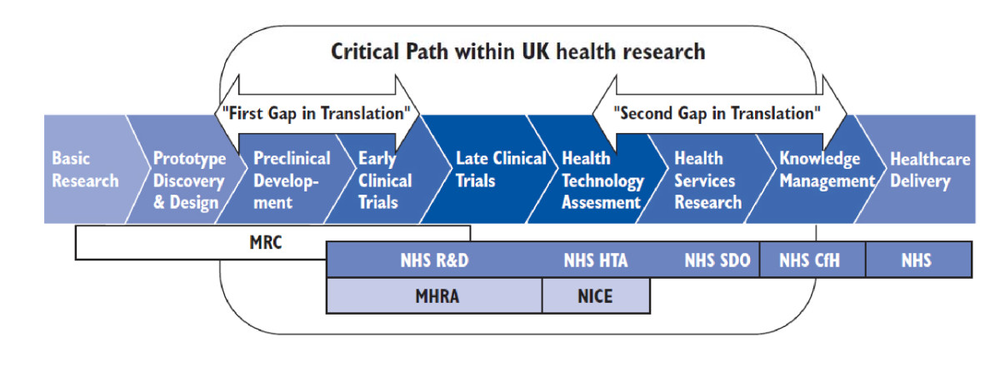 Critical Path within UK health research
"First Gap in Translation"
"Second Gap in Translation"
Basic
Research
Prototype
Discovery
& Design
Preclinical
Develop-
ment
Early
Clinical
Trials
Late Clinical
Trials
Health
Technology
Assesment
Health
Services
Research
Knowledge
Management
Healthcare
Delivery
MRC
NHS R&D
NHS HTA
NHS SDO
NHS CfH
NHS
MHRA
NICE